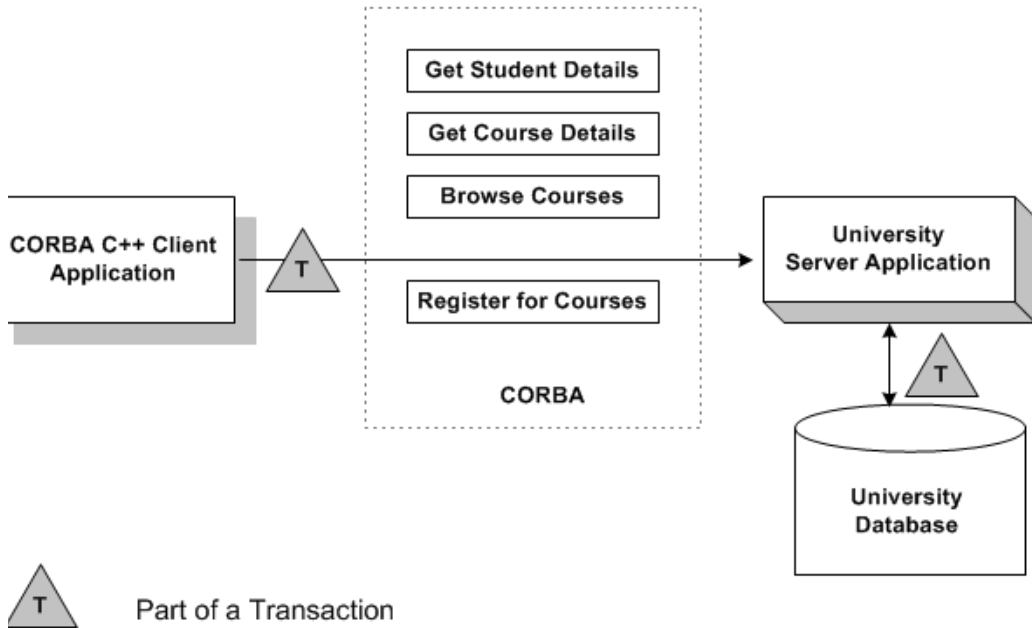 Get Student Details
Get Course Details
Browse Courses
CORBA C++ Client
Application
T
University
Server Application
Register for Courses
T
CORBA
University
Database
T
Part of a Transaction